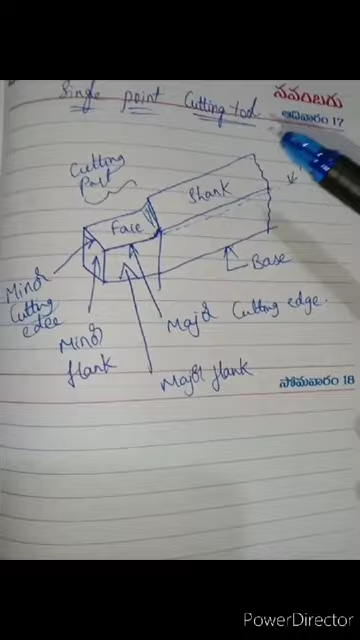 Single point Cutting tool
నవంబరు
ఆదివారం 17
Cutting
Part
Shank
Face
Base
Minor
Cutting
edge
Minor
flank
Major Cutting edge.
Major flank
సోమవారం 18
PowerDirector